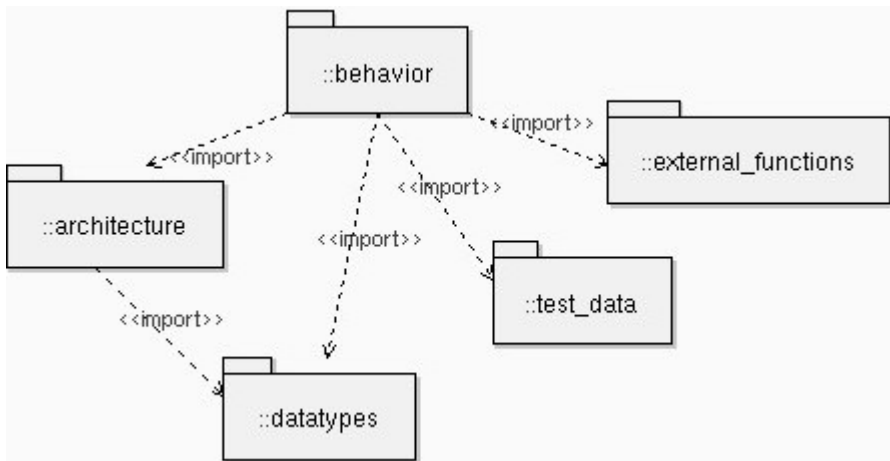 ::behavior
<<import>>
<<import>>
::external_functions
<<import>>
::architecture
<<import>>
::test_data
<<import>>
::datatypes